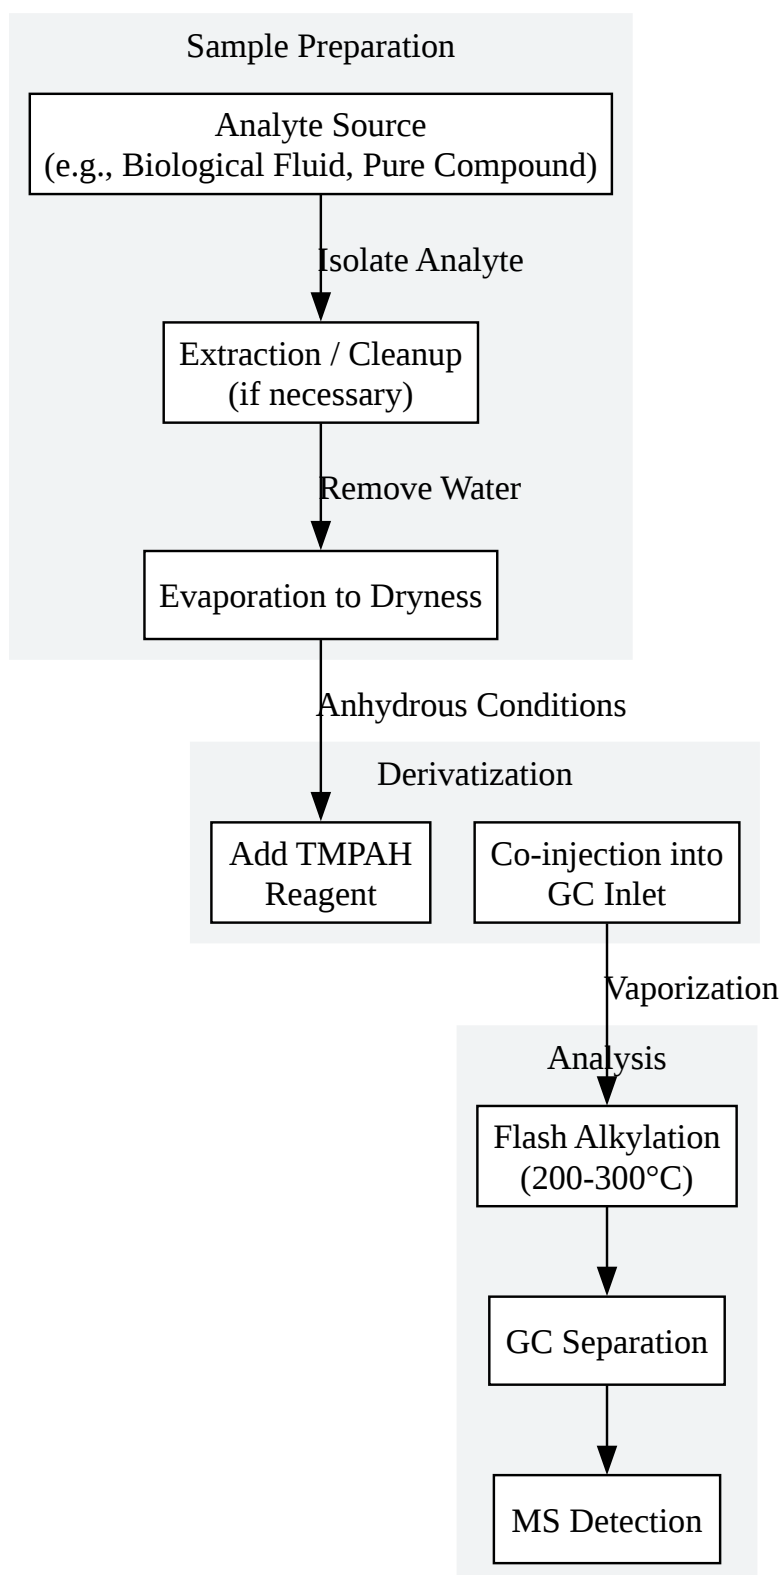 Sample Preparation
Analyte Source
(e.g., Biological Fluid, Pure Compound)
Isolate Analyte
Extraction / Cleanup
(if necessary)
Remove Water
Evaporation to Dryness
Anhydrous Conditions
Derivatization
Add TMPAH
Reagent
Co-injection into
GC Inlet
Vaporization
Analysis
Flash Alkylation
(200-300°C)
GC Separation
MS Detection